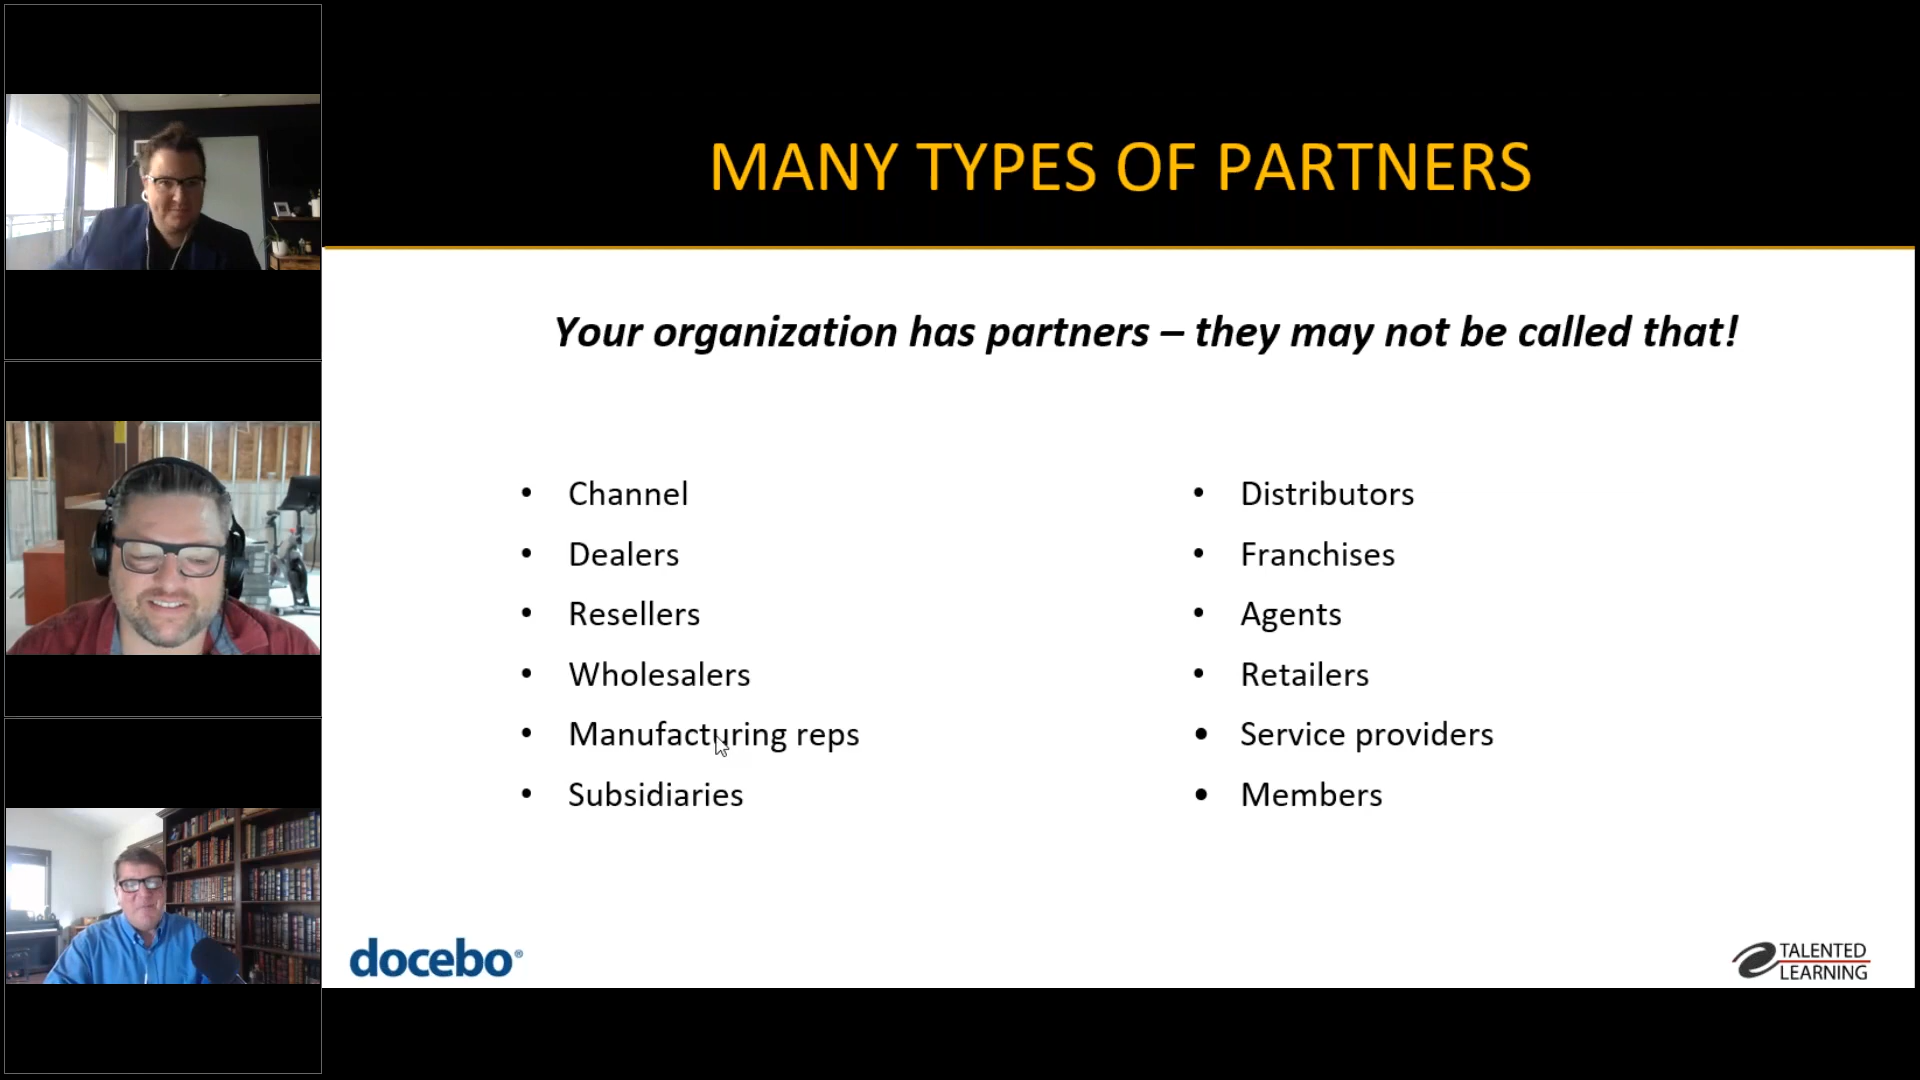 MANY TYPES OF PARTNERS
Your organization has partners – they may not be called that!
• Channel
• Dealers
• Resellers
• Wholesalers
• Manufacturing reps
• Subsidiaries
• Distributors
• Franchises
• Agents
• Retailers
• Service providers
• Members
docebo®
TALENTED
LEARNING